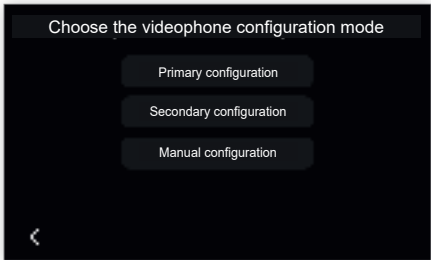 Choose the videophone configuration mode
Primary configuration
Secondary configuration
Manual configuration